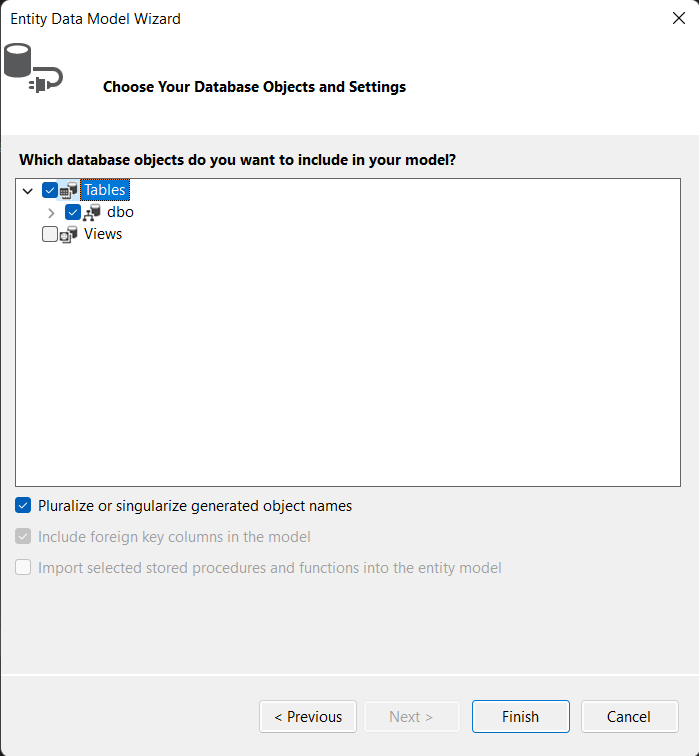 Entity Data Model Wizard
Choose Your Database Objects and Settings
Which database objects do you want to include in your model?
Tables
dbo
Views
Pluralize or singularize generated object names
Include foreign key columns in the model
Import selected stored procedures and functions into the entity model
< Previous
Next >
Finish
Cancel